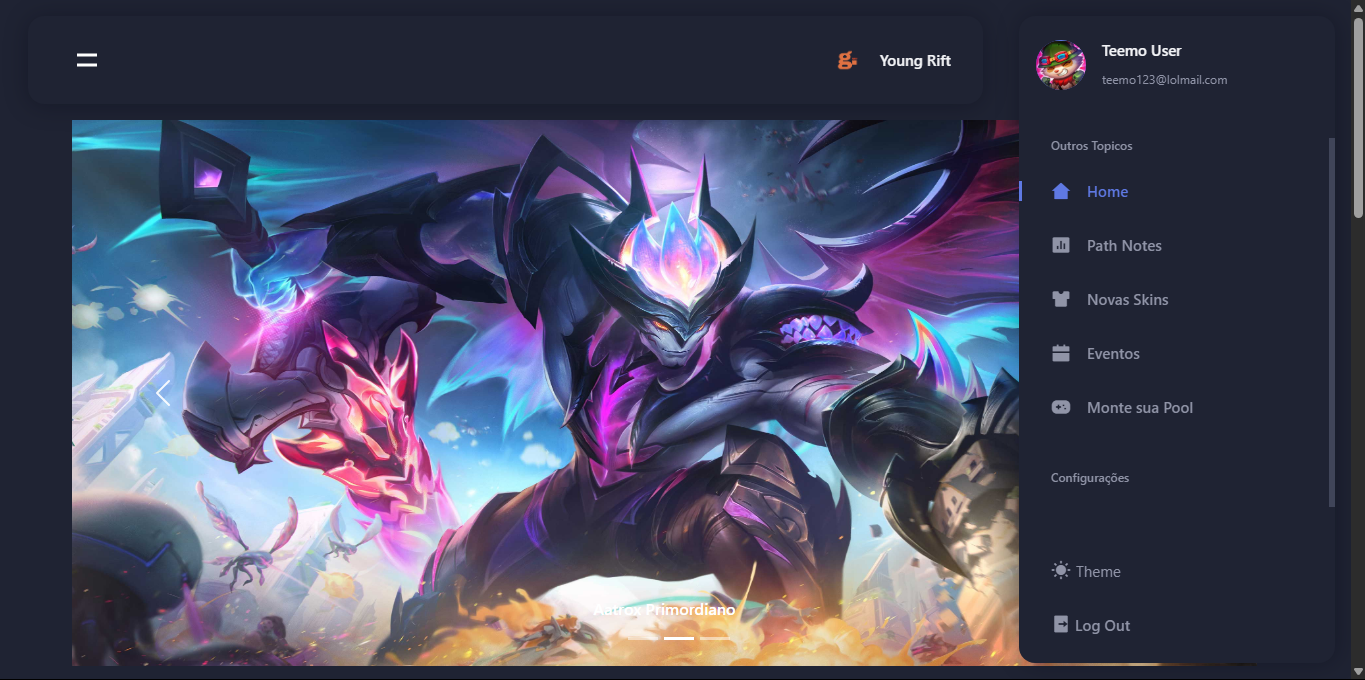 Young Rift
Teemo User
teemo123@lolmail.com
Outros Topicos
Home
Path Notes
Novas Skins
Eventos
Monte sua Pool
Configurações
Theme
Log Out
Aatrox Primordiano